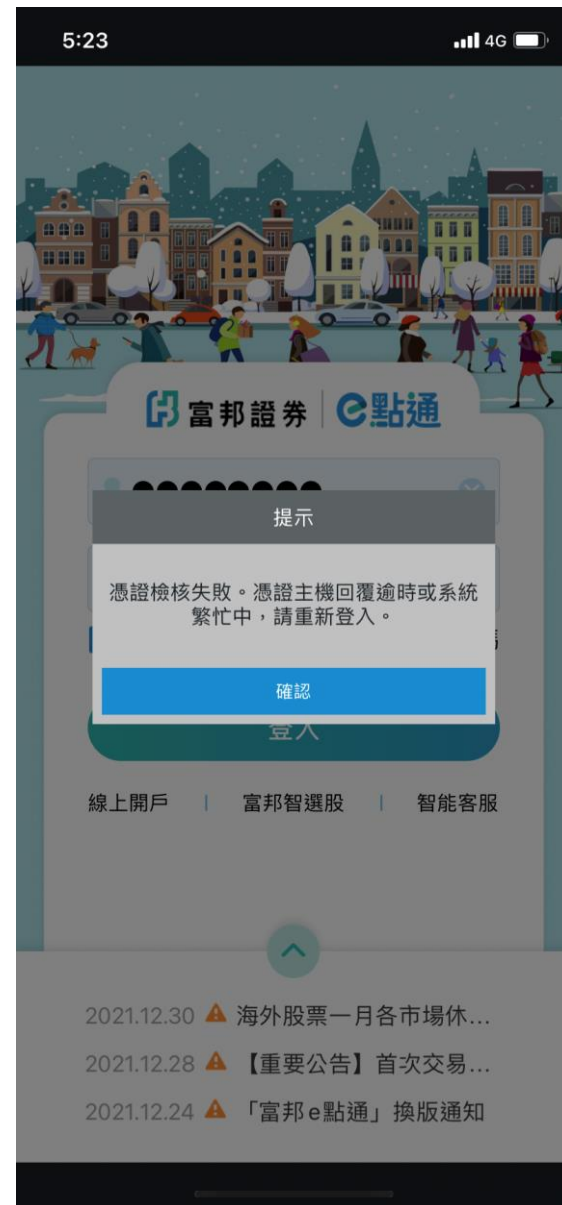 5:23
4G
富邦證券 e點通
提示
憑證檢核失敗。憑證主機回覆逾時或系統
繁忙中，請重新登入。
確認
登入
線上開戶 | 富邦智選股 | 智能客服
2021.12.30 海外股票一月各市場休...
2021.12.28 【重要公告】首次交易...
2021.12.24 「富邦e點通」換版通知